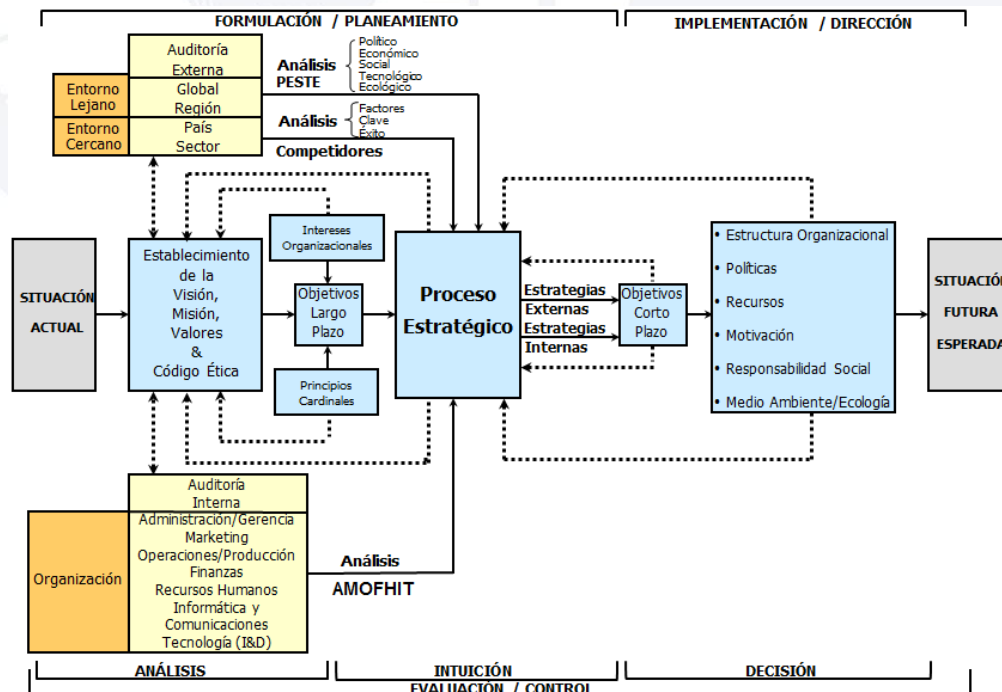 FORMULACIÓN / PLANEAMIENTO
IMPLEMENTACIÓN / DIRECCIÓN
Auditoría
Externa
Entorno
Lejano
Global
Región
Entorno
Cercano
País
Sector
Análisis
PESTE
Político
Económico
Social
Tecnológico
Ecológico
Análisis
Competidores
Factores
Clave
Éxito
SITUACIÓN
ACTUAL
Establecimiento
de la
Visión,
Misión,
Valores
&
Código Ética
Intereses
Organizacionales
Objetivos
Largo
Plazo
Principios
Cardinales
Proceso
Estratégico
Estrategias
Externas
Estrategias
Internas
Objetivos
Corto
Plazo
• Estructura Organizacional
• Políticas
• Recursos
• Motivación
• Responsabilidad Social
• Medio Ambiente/Ecología
SITUACIÓN
FUTURA
ESPERADA
Auditoría
Interna
Organización
Administración/Gerencia
Marketing
Operaciones/Producción
Finanzas
Recursos Humanos
Informática y
Comunicaciones
Tecnología (I&D)
Análisis
AMOFHIT
ANÁLISIS
INTUICIÓN
DECISIÓN
EVALUACIÓN / CONTROL